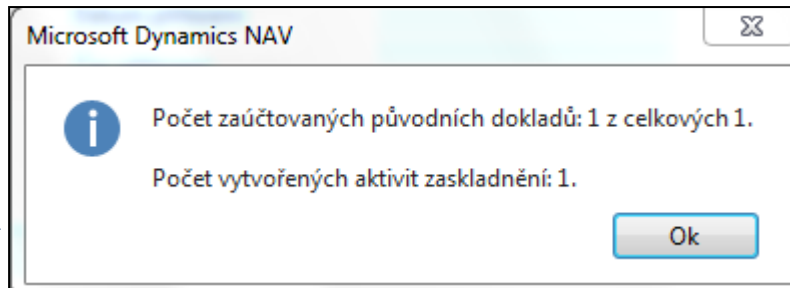 Microsoft Dynamics NAV
Počet zaúčtovaných původních dokladů: 1 z celkových 1.
Počet vytvořených aktivit zaskladnění: 1.
Ok